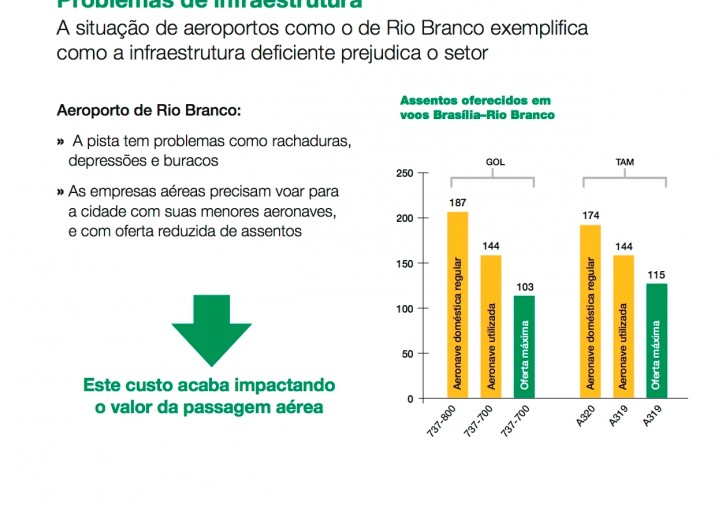 Problemas de infraestrutura
A situação de aeroportos como o de Rio Branco exemplifica
como a infraestrutura deficiente prejudica o setor
Aeroporto de Rio Branco:
» A pista tem problemas como rachaduras,
depressões e buracos
» As empresas aéreas precisam voar para
a cidade com suas menores aeronaves,
e com oferta reduzida de assentos
Este custo acaba impactando
o valor da passagem aérea
Assentos oferecidos em
voos Brasília–Rio Branco
GOL TAM
250
200
150
100
50
0
187 144 103 174 144 115
Aeronave doméstica regular
Aeronave utilizada
Oferta máxima
Aeronave doméstica regular
Aeronave utilizada
Oferta máxima
737-800 737-700 737-700 A320 A319 A319